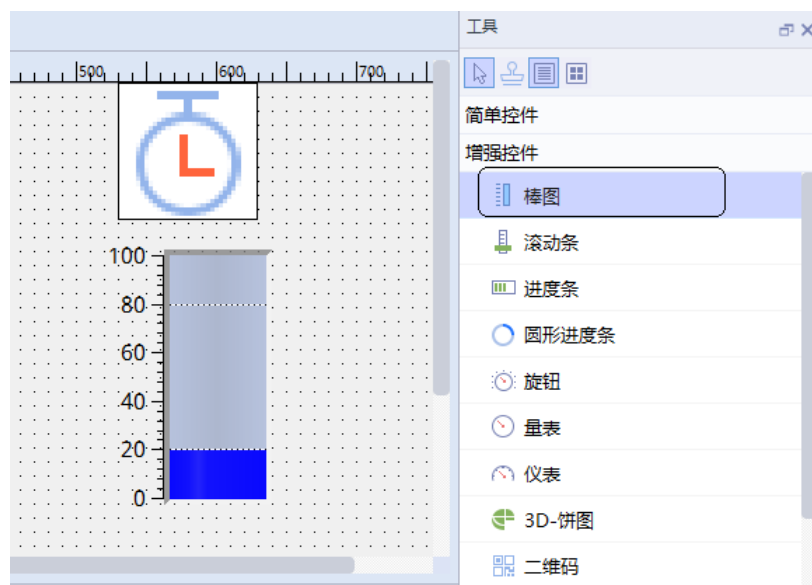 工具
500 600 700
简单控件
增强控件
棒图
滚动条
进度条
圆形进度条
旋钮
量表
仪表
3D-饼图
二维码
100
80
60
40
20
0